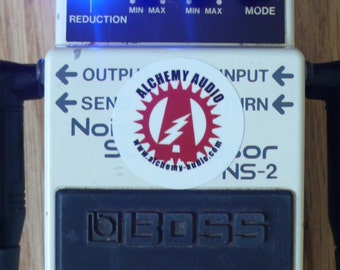 MIN MAX MIN MAX
REDUCTION MODE
OUTPU INPUT
SEN URN
ALCHEMY AUDIO
www.alchemy-audio.com
No
S sor
NS-2
BOSS